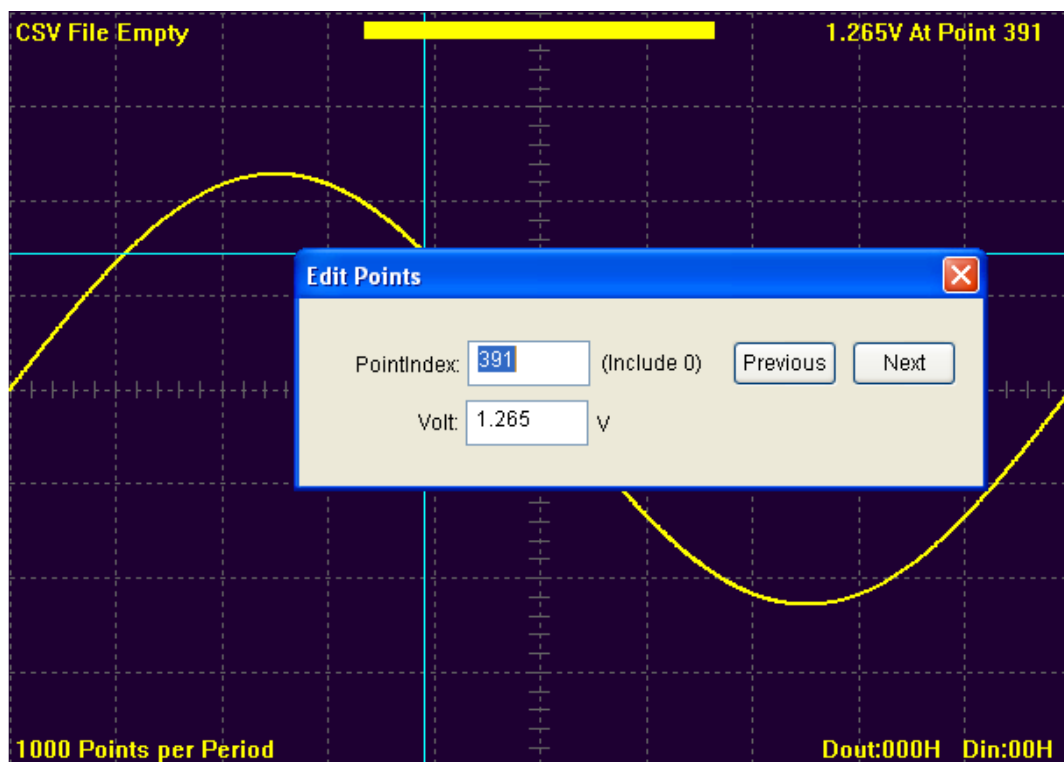 CSV File Empty
1.265V At Point 391
Edit Points
PointIndex: 391 (Include 0) Previous Next
Volt: 1.265 V
1000 Points per Period
Dout:000H Din:00H